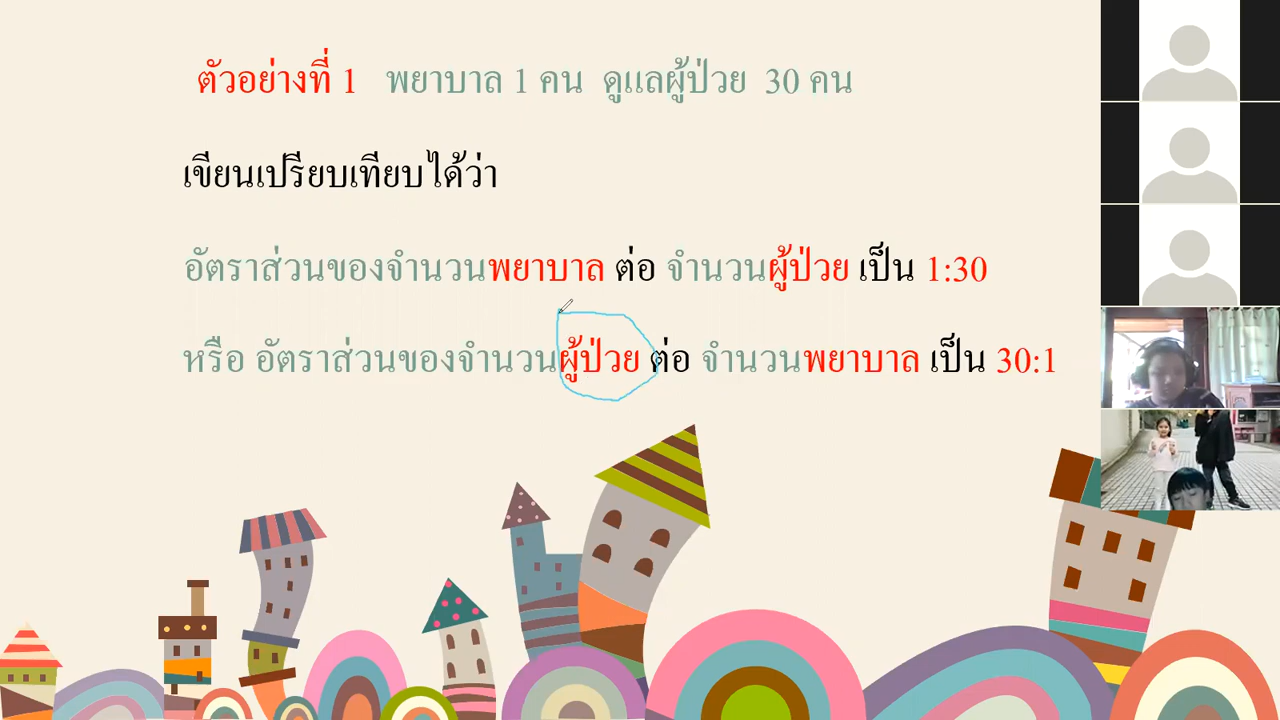 ตัวอย่างที่ 1 พยาบาล 1 คน ดูแลผู้ป่วย 30 คน
เขียนเปรียบเทียบได้ว่า
อัตราส่วนของจำนวนพยาบาล ต่อ จำนวนผู้ป่วย เป็น 1:30
หรือ อัตราส่วนของจำนวนผู้ป่วย ต่อ จำนวนพยาบาล เป็น 30:1